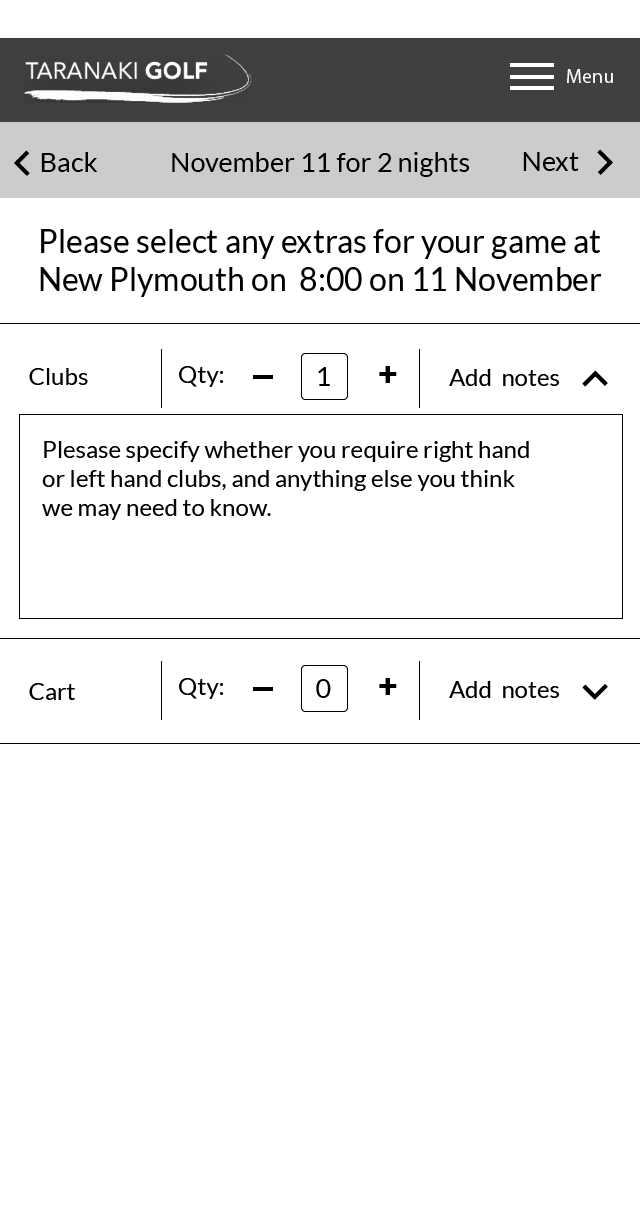 TARANAKI GOLF
Menu
Back
November 11 for 2 nights
Next
Please select any extras for your game at
New Plymouth on  8:00 on 11 November
Clubs
Qty:
1
+
Add  notes
Plesase specify whether you require right hand
or left hand clubs, and anything else you think
we may need to know.
Cart
Qty:
0
+
Add  notes